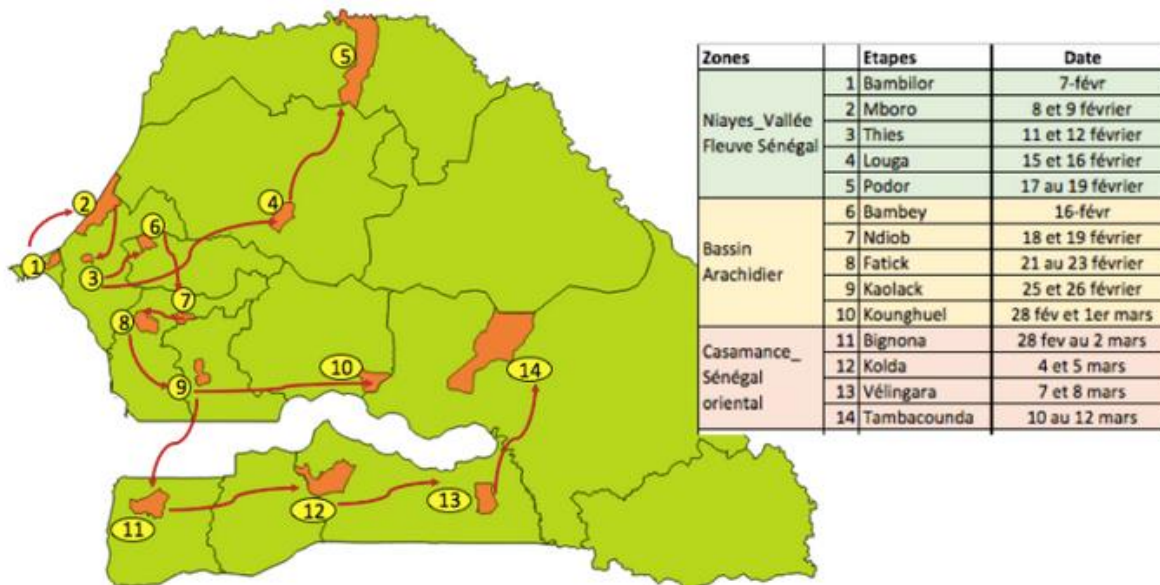 5
4
2
6
1
3
7
8
9
10
14
11
12
13
Zones Etapes Date
Niayes_Vallée
Fleuve Sénégal
1 Bambilor 7-févr
2 Mboro 8 et 9 février
3 Thies 11 et 12 février
4 Louga 15 et 16 février
5 Podor 17 au 19 février
Bassin
Arachidier
6 Bambey 16-févr
7 Ndiob 18 et 19 février
8 Fatick 21 au 23 février
9 Kaolack 25 et 26 février
10 Kounghuel 28 fév et 1er mars
Casamance_
Sénégal
oriental
11 Bignona 28 fev au 2 mars
12 Kolda 4 et 5 mars
13 Vélingara 7 et 8 mars
14 Tambacounda 10 au 12 mars